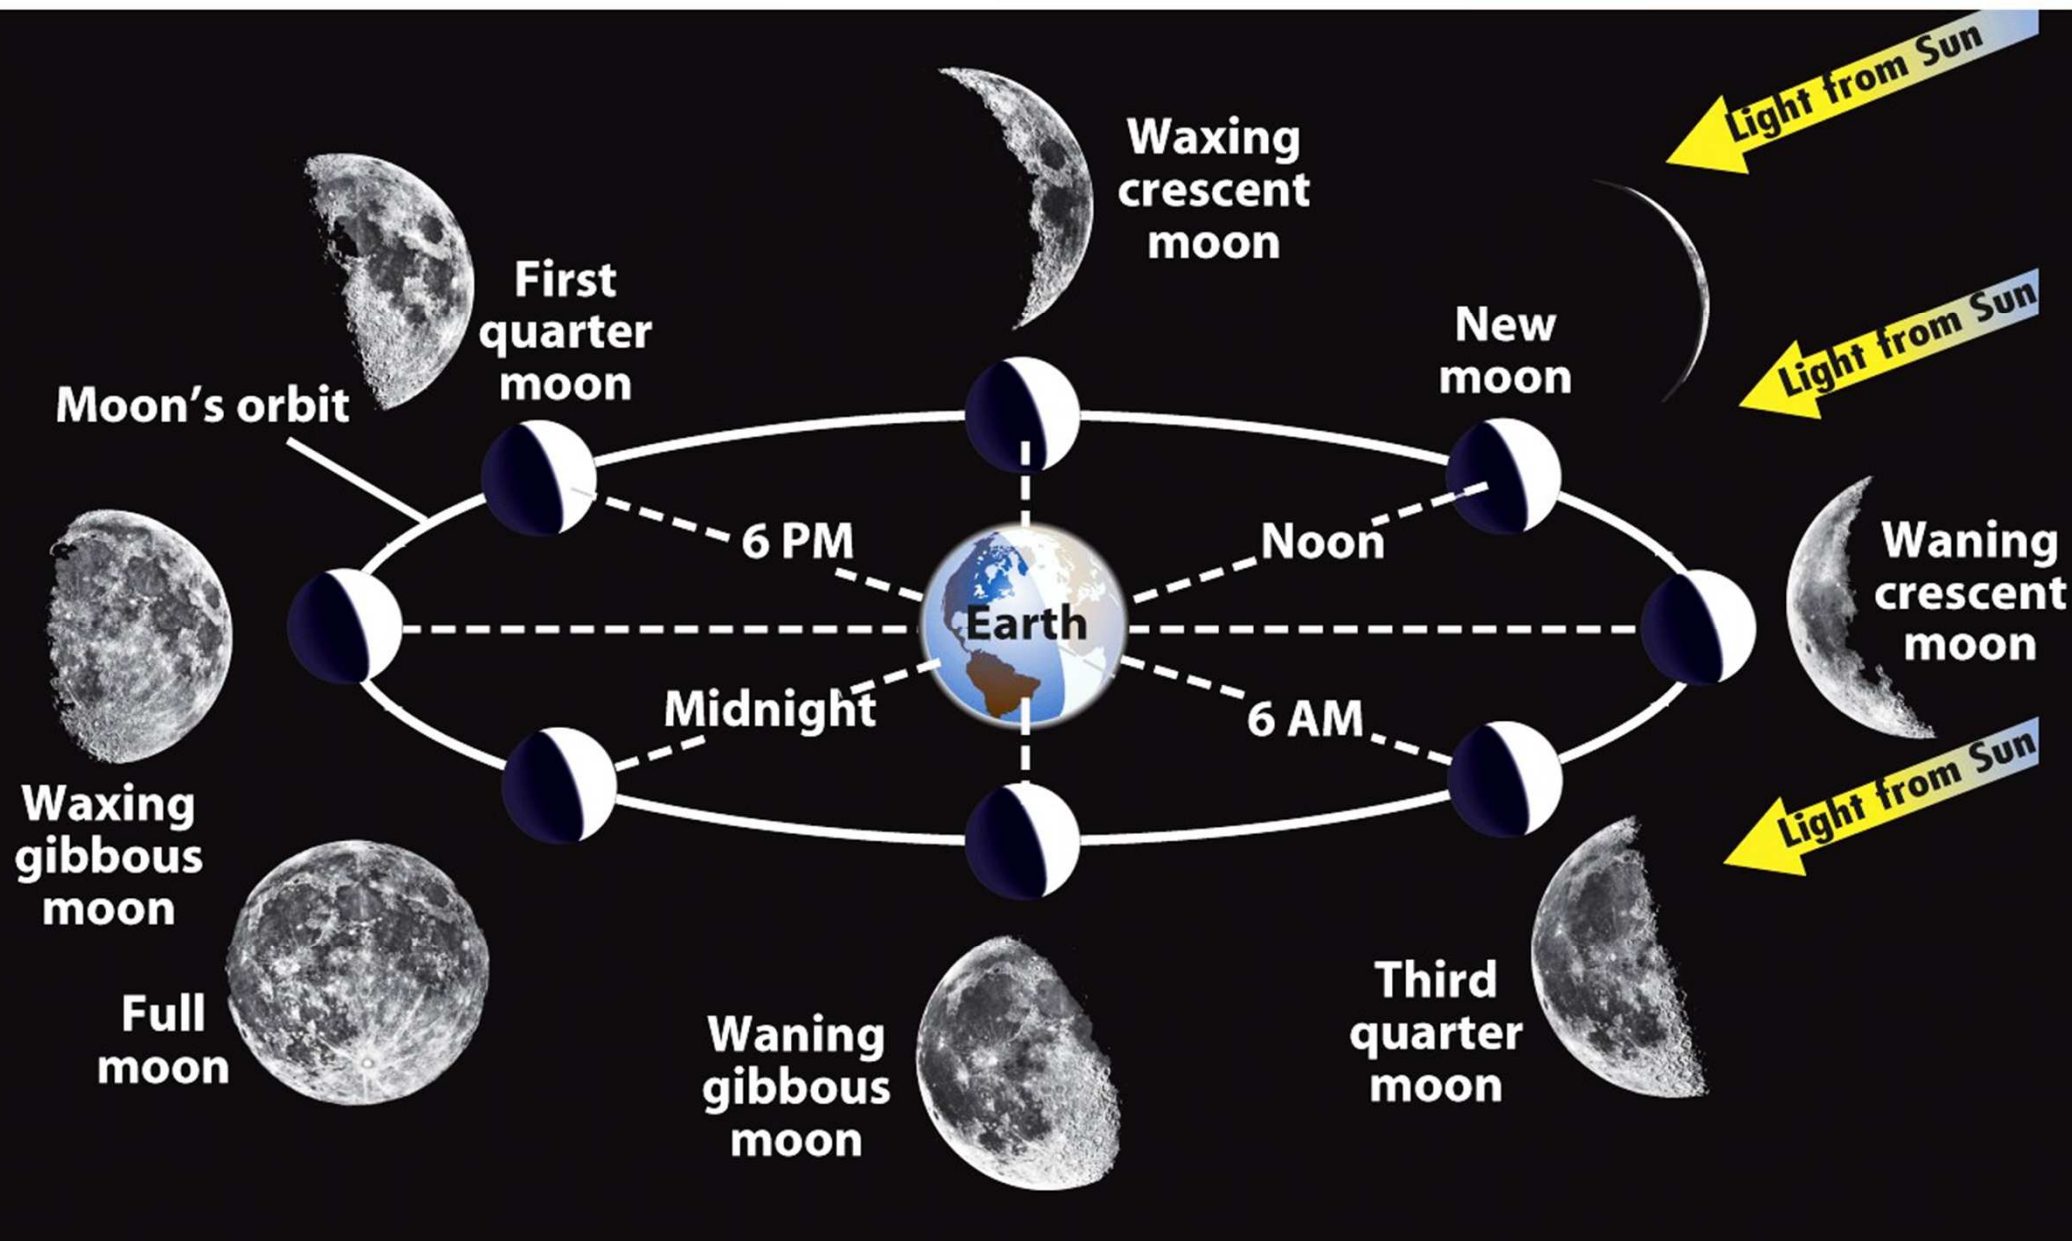 Light from Sun
Waxing
crescent
moon
First
quarter
moon
New
moon
Light from Sun
Moon's orbit
6 PM
Noon
Waning
crescent
moon
Earth
Midnight
6 AM
Light from Sun
Waxing
gibbous
moon
Full
moon
Waning
gibbous
moon
Third
quarter
moon